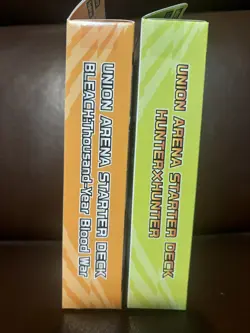 UNION ARENA STARTER DECK
BLEACH:Thousand-Year Blood War
UNION ARENA STARTER DECK
HUNTER×HUNTER